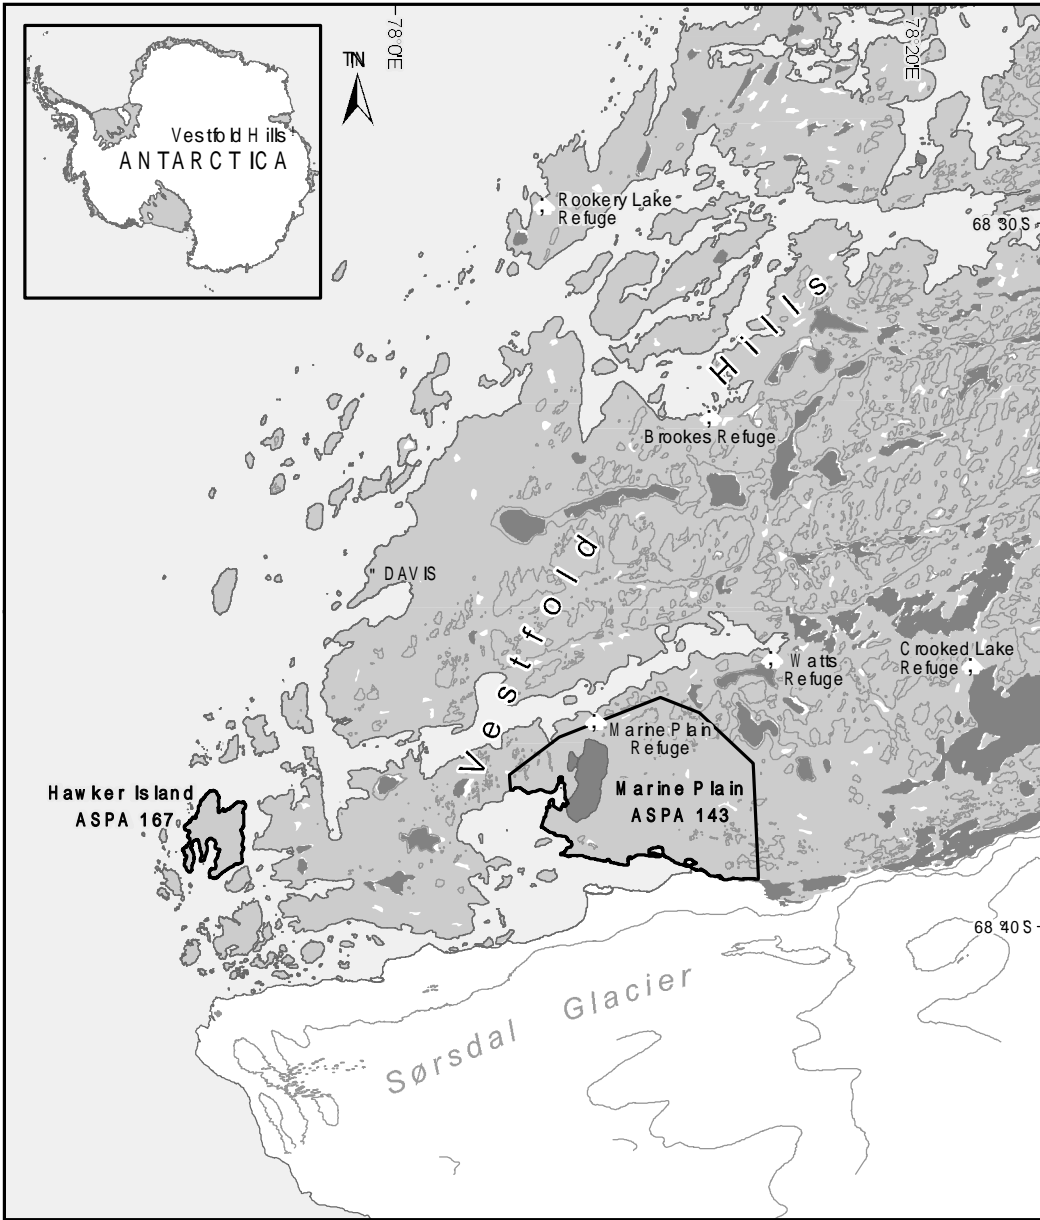 78°0'E
78°20'E
TN
Vestfold Hills
ANTARCTICA
Rookery Lake
Refuge
68°30'S
Hills
Brookes Refuge
Vestfold
DAVIS
Watts
Refuge
Crooked Lake
Refuge
Marine Plain
Refuge
Marine Plain
ASPA 143
Hawker Island
ASPA 167
68°40'S
Sørsdal Glacier